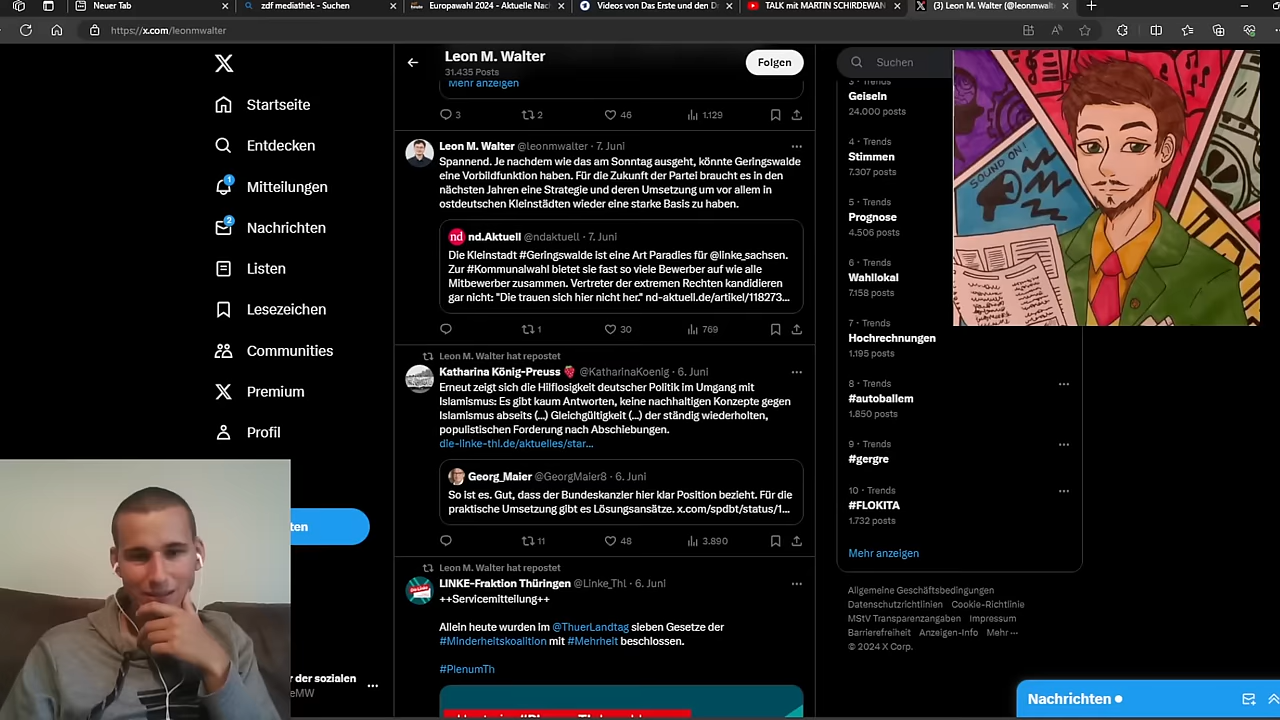 Neuer Tab
zdf mediathek - Suchen
Europawahl 2024 - Aktuelle Nac
Videos von Das Erste und den D
TALK mit MARTIN SCHIRDEWAN
(3) Leon M. Walter (@leonmwalt
https://x.com/leonmwalter
Leon M. Walter
31.435 Posts
Folgen
Suchen
Startseite
Entdecken
1
Mitteilungen
2
Nachrichten
Listen
Lesezeichen
Communities
Premium
Profil
ten
r der sozialen
eMW
Mehr anzeigen
3
2
46
1.129
Leon M. Walter @leonmwalter · 7. Juni
Spannend. Je nachdem wie das am Sonntag ausgeht, könnte Geringswalde
eine Vorbildfunktion haben. Für die Zukunft der Partei braucht es in den
nächsten Jahren eine Strategie und deren Umsetzung um vor allem in
ostdeutschen Kleinstädten wieder eine starke Basis zu haben.
nd nd.Aktuell @ndaktuell · 7. Juni
Die Kleinstadt #Geringswalde ist eine Art Paradies für @linke_sachsen.
Zur #Kommunalwahl bietet sie fast so viele Bewerber auf wie alle
Mitbewerber zusammen. Vertreter der extremen Rechten kandidieren
gar nicht: "Die trauen sich hier nicht her." nd-aktuell.de/artikel/118273...
1
30
769
Leon M. Walter hat repostet
Katharina König-Preuss @KatharinaKoenig · 6. Juni
Erneut zeigt sich die Hilflosigkeit deutscher Politik im Umgang mit
Islamismus: Es gibt kaum Antworten, keine nachhaltigen Konzepte gegen
Islamismus abseits (...) Gleichgültigkeit (...) der ständig wiederholten,
populistischen Forderung nach Abschiebungen.
die-linke-thl.de/aktuelles/star...
Georg_Maier @GeorgMaier8 · 6. Juni
So ist es. Gut, dass der Bundeskanzler hier klar Position bezieht. Für die
praktische Umsetzung gibt es Lösungsansätze. x.com/spdbt/status/1...
11
48
3.890
Leon M. Walter hat repostet
LINKE-Fraktion Thüringen @Linke_Thl · 6. Juni
++Servicemitteilung++
Allein heute wurden im @ThuerLandtag sieben Gesetze der
#Minderheitskoalition mit #Mehrheit beschlossen.
#PlenumTh
3 · Trends
Geiseln
24.000 posts
4 · Trends
Stimmen
7.307 posts
5 · Trends
Prognose
4.506 posts
6 · Trends
Wahllokal
7.158 posts
7 · Trends
Hochrechnungen
1.195 posts
8 · Trends
#autoballern
1.850 posts
9 · Trends
#gergre
10 · Trends
#FLOKITA
1.732 posts
Mehr anzeigen
Allgemeine Geschäftsbedingungen
Datenschutzrichtlinien Cookie-Richtlinie
MStV Transparenzangaben Impressum
Barrierefreiheit Anzeigen-Info Mehr ···
© 2024 X Corp.
SOUND ON!
Nachrichten